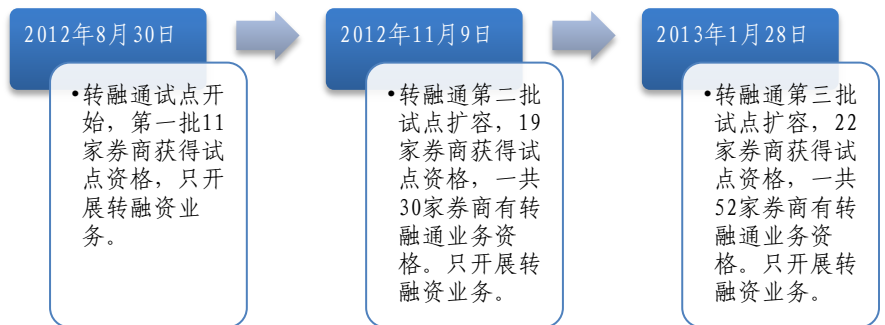 2012年8月30日
•转融通试点开
始，第一批11
家券商获得试
点资格，只开
展转融资业
务。
2012年11月9日
•转融通第二批
试点扩容，19
家券商获得试
点资格，一共
30家券商有转
融通业务资
格。只开展转
融资业务。
2013年1月28日
•转融通第三批
试点扩容，22
家券商获得试
点资格，一共
52家券商有转
融通业务资
格。只开展转
融资业务。